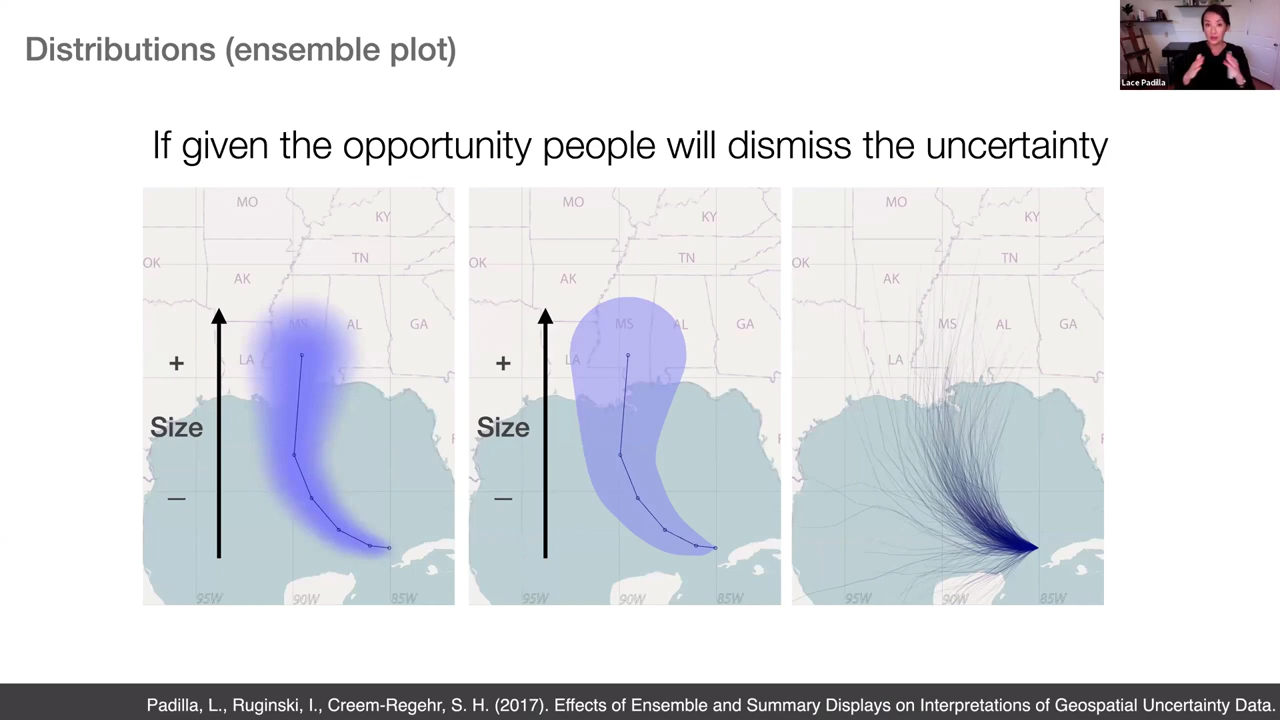 Distributions (ensemble plot)
Lace Padilla
If given the opportunity people will dismiss the uncertainty
MO
KY
OK
TN
AK
MS
AL
GA
LA
+
Size
–
95W
90W
85W
MO
KY
OK
TN
AK
MS
AL
GA
LA
+
Size
–
95W
90W
85W
MO
KY
OK
TN
AK
MS
AL
GA
LA
95W
90W
85W
Padilla, L., Ruginski, I., Creem-Regehr, S. H. (2017). Effects of Ensemble and Summary Displays on Interpretations of Geospatial Uncertainty Data.